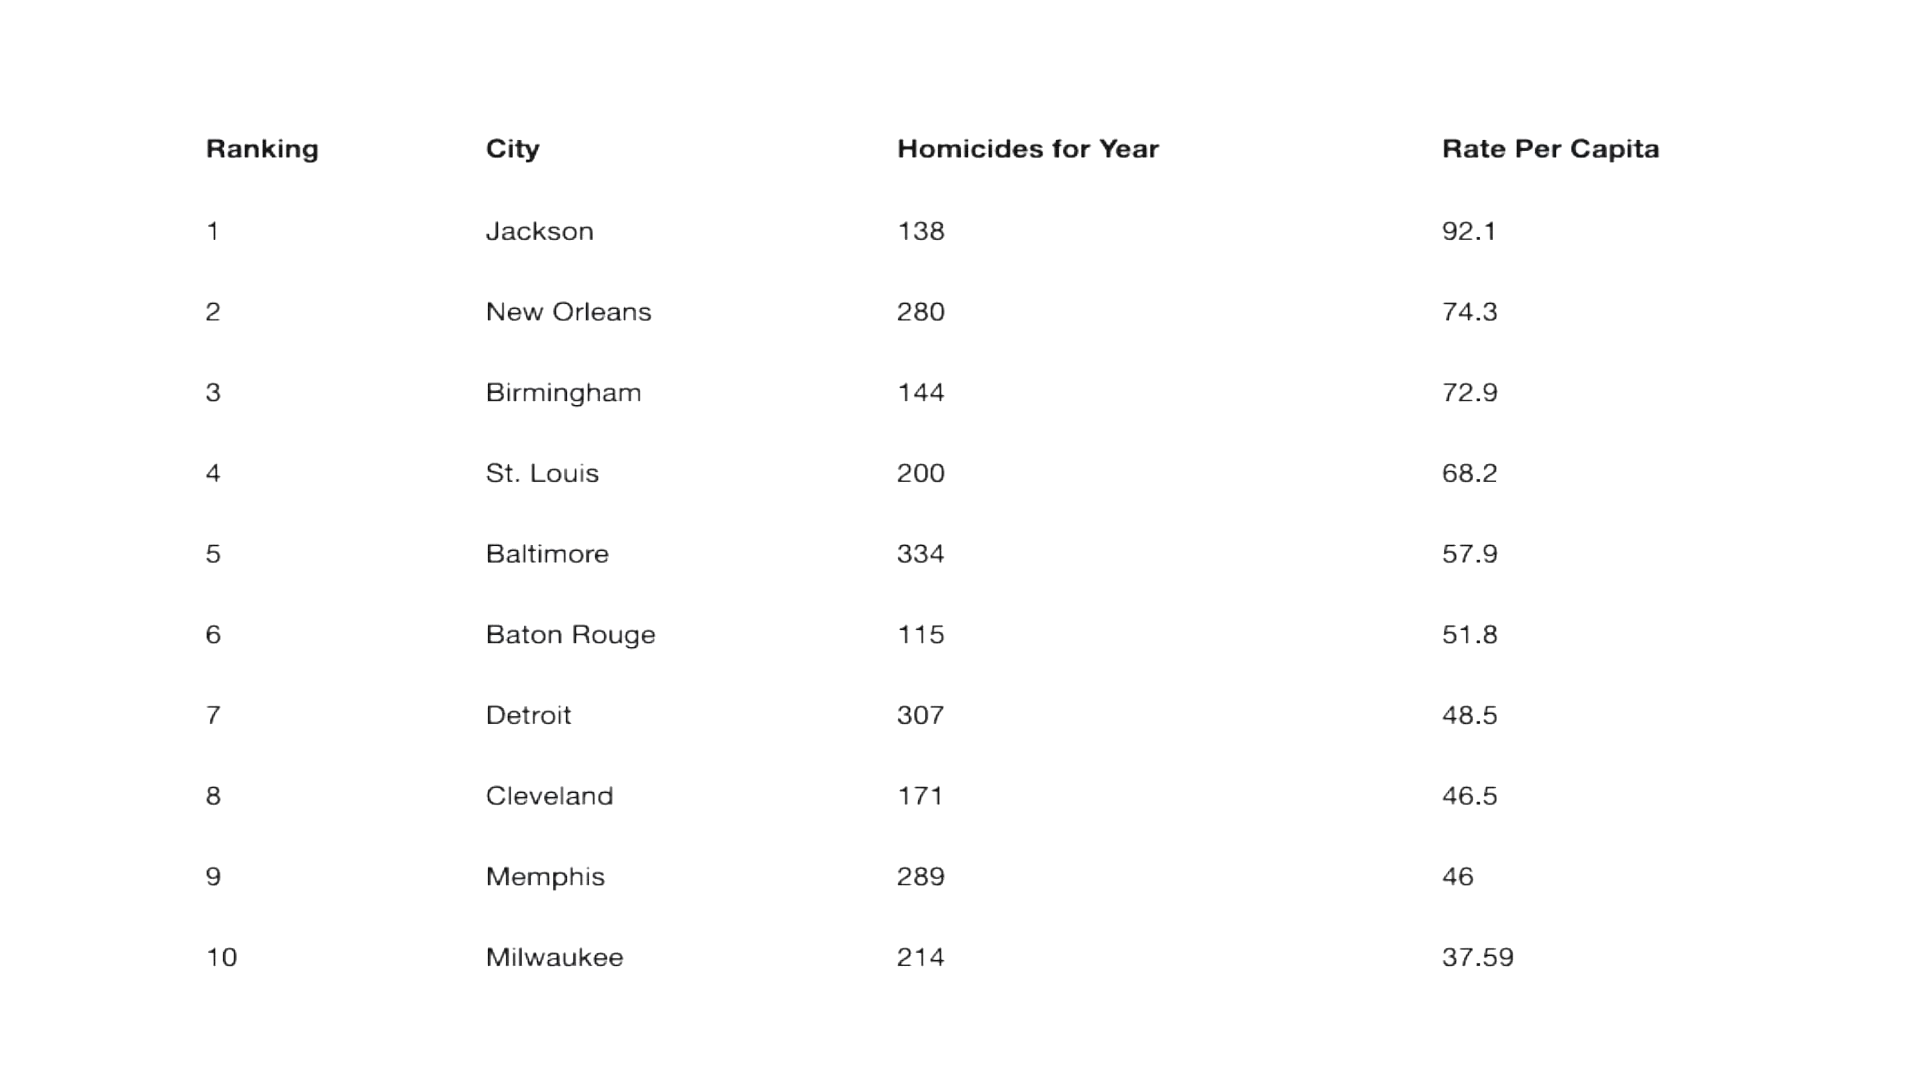 Ranking City Homicides for Year Rate Per Capita
1 Jackson 138 92.1
2 New Orleans 280 74.3
3 Birmingham 144 72.9
4 St. Louis 200 68.2
5 Baltimore 334 57.9
6 Baton Rouge 115 51.8
7 Detroit 307 48.5
8 Cleveland 171 46.5
9 Memphis 289 46
10 Milwaukee 214 37.59